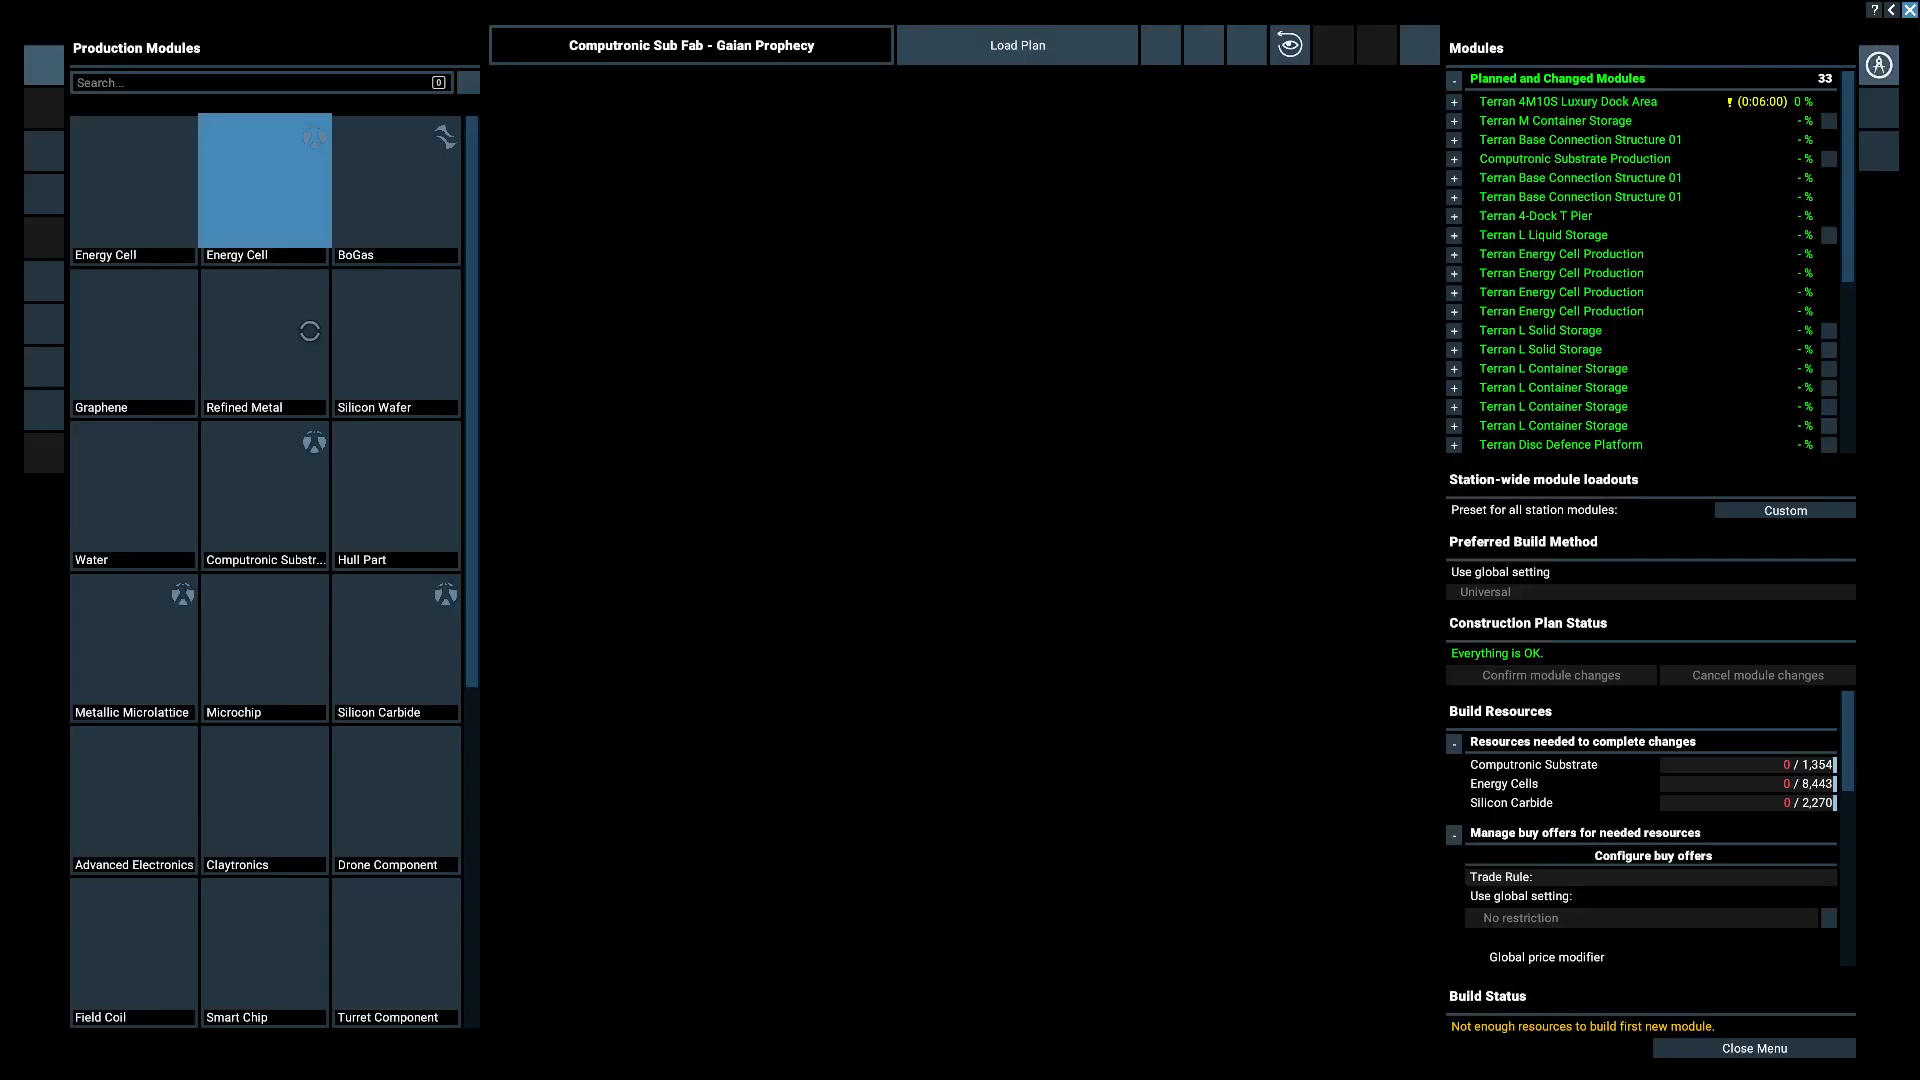 ?
Production Modules
Search...
0
Energy Cell
Energy Cell
BoGas
Graphene
Refined Metal
Silicon Wafer
Water
Computronic Substr...
Hull Part
Metallic Microlattice
Microchip
Silicon Carbide
Advanced Electronics
Claytronics
Drone Component
Field Coil
Smart Chip
Turret Component
Computronic Sub Fab - Gaian Prophecy
Load Plan
Modules
- Planned and Changed Modules 33
+ Terran 4M10S Luxury Dock Area ! (0:06:00) 0 %
+ Terran M Container Storage - %
+ Terran Base Connection Structure 01 - %
+ Computronic Substrate Production - %
+ Terran Base Connection Structure 01 - %
+ Terran Base Connection Structure 01 - %
+ Terran 4-Dock T Pier - %
+ Terran L Liquid Storage - %
+ Terran Energy Cell Production - %
+ Terran Energy Cell Production - %
+ Terran Energy Cell Production - %
+ Terran Energy Cell Production - %
+ Terran L Solid Storage - %
+ Terran L Solid Storage - %
+ Terran L Container Storage - %
+ Terran L Container Storage - %
+ Terran L Container Storage - %
+ Terran L Container Storage - %
+ Terran Disc Defence Platform - %
Station-wide module loadouts
Preset for all station modules: Custom
Preferred Build Method
Use global setting
Universal
Construction Plan Status
Everything is OK.
Confirm module changes Cancel module changes
Build Resources
- Resources needed to complete changes
Computronic Substrate 0 / 1,354
Energy Cells 0 / 8,443
Silicon Carbide 0 / 2,270
- Manage buy offers for needed resources
Configure buy offers
Trade Rule:
Use global setting:
No restriction
Global price modifier
Build Status
Not enough resources to build first new module.
Close Menu